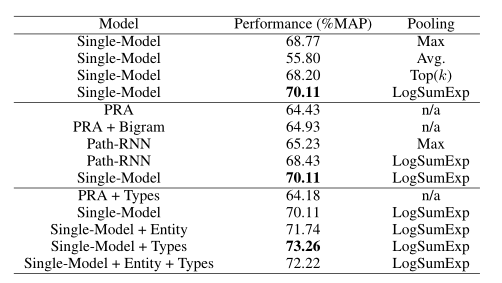 Model Performance (%MAP) Pooling
Single-Model 68.77 Max
Single-Model 55.80 Avg.
Single-Model 68.20 Top(k)
Single-Model 70.11 LogSumExp
PRA 64.43 n/a
PRA + Bigram 64.93 n/a
Path-RNN 65.23 Max
Path-RNN 68.43 LogSumExp
Single-Model 70.11 LogSumExp
PRA + Types 64.18 n/a
Single-Model 70.11 LogSumExp
Single-Model + Entity 71.74 LogSumExp
Single-Model + Types 73.26 LogSumExp
Single-Model + Entity + Types 72.22 LogSumExp